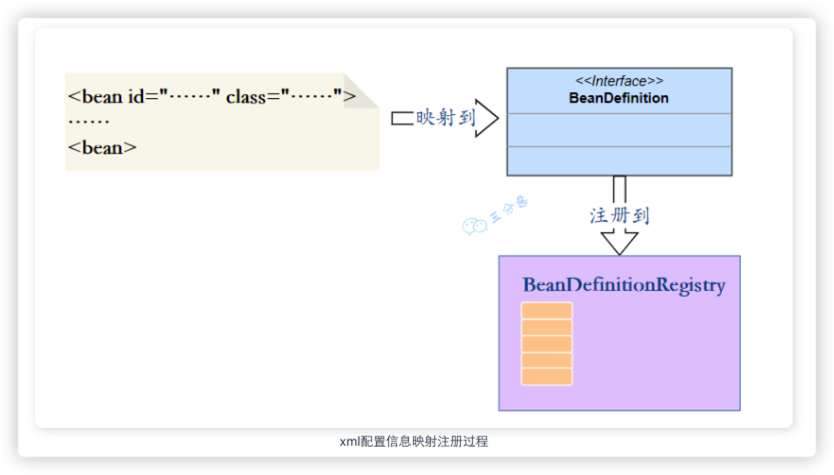 <bean id="······" class="······">
······
<bean>
映射到
<<Interface>>
BeanDefinition
三分恶
注册到
BeanDefinitionRegistry
xml配置信息映射注册过程